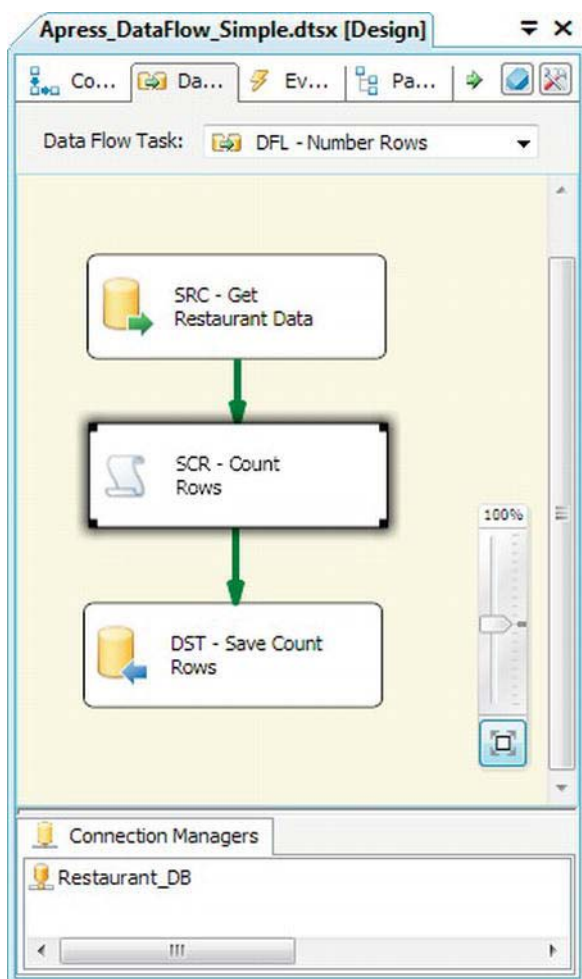 Apress_DataFlow_Simple.dtsx [Design]
Co... Da... Ev... Pa...
Data Flow Task: DFL - Number Rows
SRC - Get
Restaurant Data
SCR - Count
Rows
100%
DST - Save Count
Rows
Connection Managers
Restaurant_DB